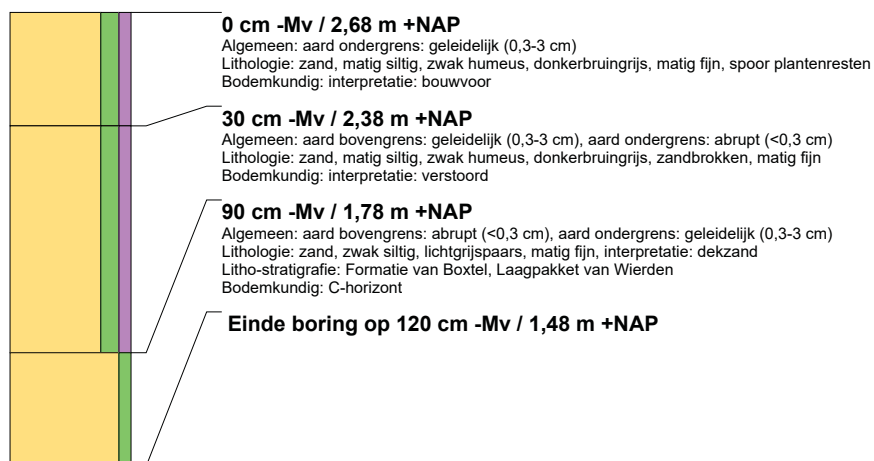 0 cm -Mv / 2,68 m +NAP
Algemeen: aard ondergrens: geleidelijk (0,3-3 cm)
Lithologie: zand, matig siltig, zwak humeus, donkerbruingrijs, matig fijn, spoor plantenresten
Bodemkundig: interpretatie: bouwvoor
30 cm -Mv / 2,38 m +NAP
Algemeen: aard bovengrens: geleidelijk (0,3-3 cm), aard ondergrens: abrupt (<0,3 cm)
Lithologie: zand, matig siltig, zwak humeus, donkerbruingrijs, zandbrokken, matig fijn
Bodemkundig: interpretatie: verstoord
90 cm -Mv / 1,78 m +NAP
Algemeen: aard bovengrens: abrupt (<0,3 cm), aard ondergrens: geleidelijk (0,3-3 cm)
Lithologie: zand, zwak siltig, lichtgrijspaars, matig fijn, interpretatie: dekzand
Litho-stratigrafie: Formatie van Boxtel, Laagpakket van Wierden
Bodemkundig: C-horizont
Einde boring op 120 cm -Mv / 1,48 m +NAP